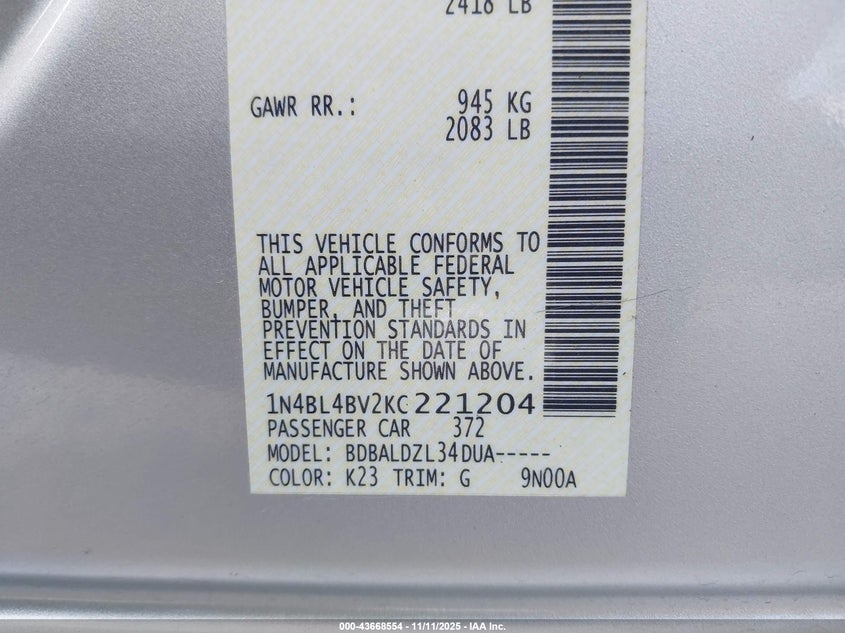 2418 LB
GAWR RR.: 945 KG
2083 LB
THIS VEHICLE CONFORMS TO
ALL APPLICABLE FEDERAL
MOTOR VEHICLE SAFETY,
BUMPER, AND THEFT
PREVENTION STANDARDS IN
EFFECT ON THE DATE OF
MANUFACTURE SHOWN ABOVE.
1N4BL4BV2KC221204
PASSENGER CAR 372
MODEL: BDBALDZL34DUA-----
COLOR: K23 TRIM: G 9N00A
000-43668554 - 11/11/2025 - IAA Inc.